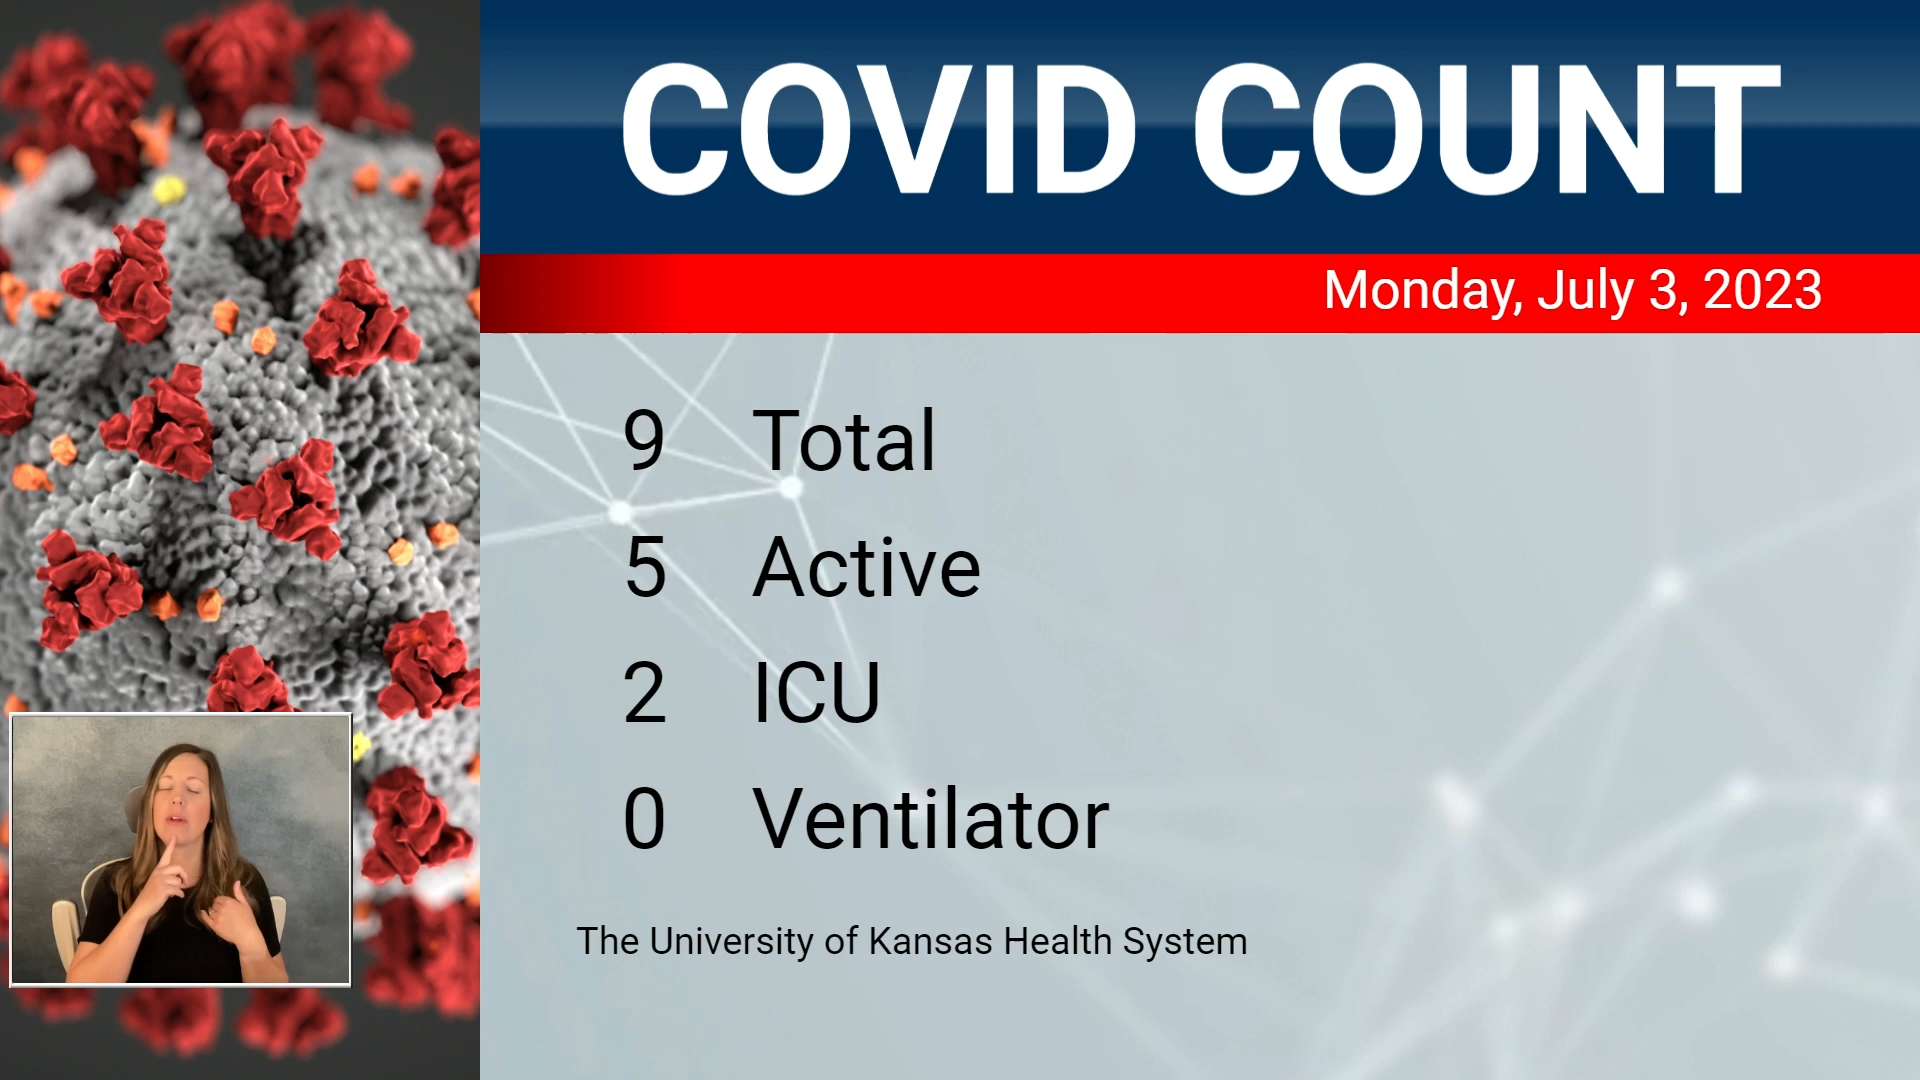 COVID COUNT
Monday, July 3, 2023
9 Total
5 Active
2 ICU
0 Ventilator
The University of Kansas Health System